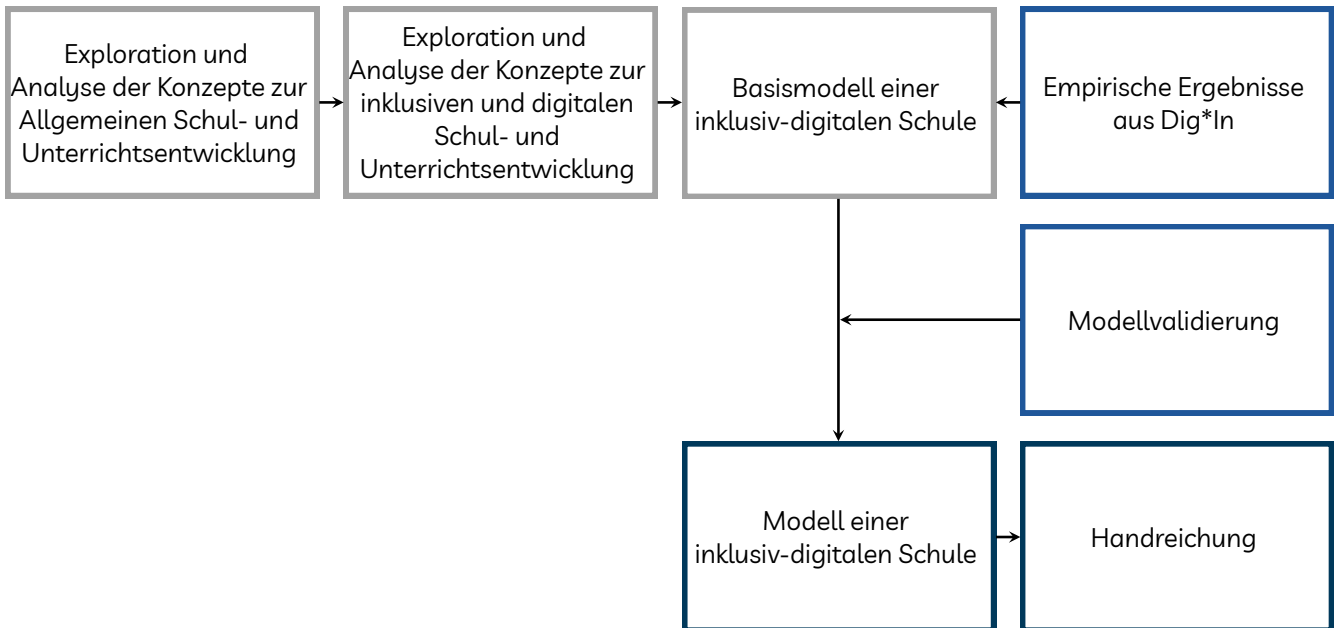 Exploration und
Analyse der Konzepte zur
Allgemeinen Schul- und
Unterrichtsentwicklung
Exploration und
Analyse der Konzepte zur
inklusiven und digitalen
Schul- und
Unterrichtsentwicklung
Basismodell einer
inklusiv-digitalen Schule
Empirische Ergebnisse
aus Dig*In
Modellvalidierung
Modell einer
inklusiv-digitalen Schule
Handreichung